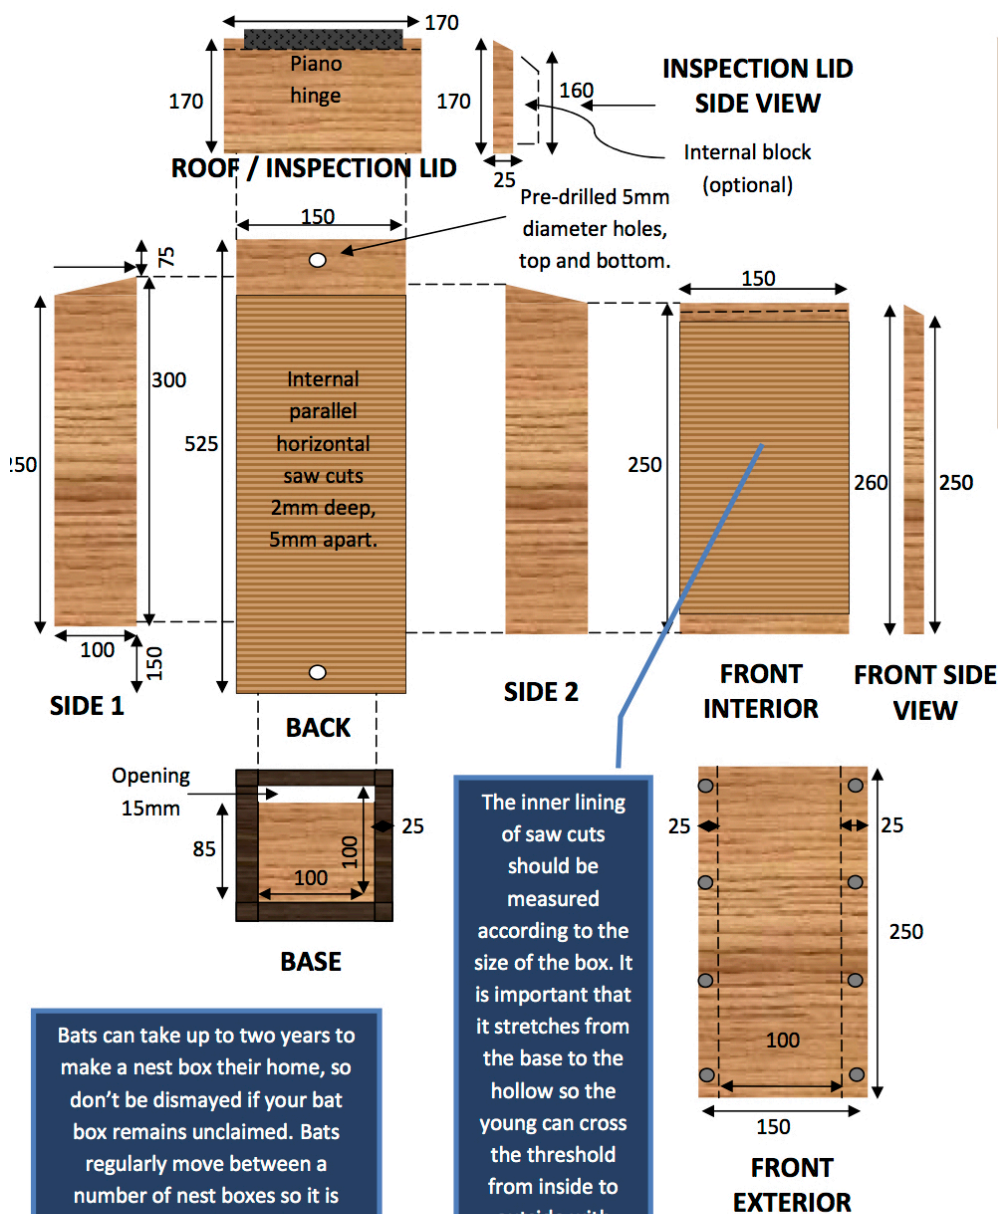 170
Piano
hinge
170
ROOF / INSPECTION LID
170
160
25
INSPECTION LID
SIDE VIEW
Internal block
(optional)
Pre-drilled 5mm
diameter holes,
top and bottom.
75
150
150
300
250
525
Internal
parallel
horizontal
saw cuts
2mm deep,
5mm apart.
250
260
250
100
150
SIDE 1
BACK
SIDE 2
FRONT
INTERIOR
FRONT SIDE
VIEW
Opening
15mm
85
100
100
25
BASE
The inner lining
of saw cuts
should be
measured
according to the
size of the box. It
is important that
it stretches from
the base to the
hollow so the
young can cross
the threshold
from inside to
25
25
250
100
150
FRONT
EXTERIOR
Bats can take up to two years to
make a nest box their home, so
don’t be dismayed if your bat
box remains unclaimed. Bats
regularly move between a
number of nest boxes so it is